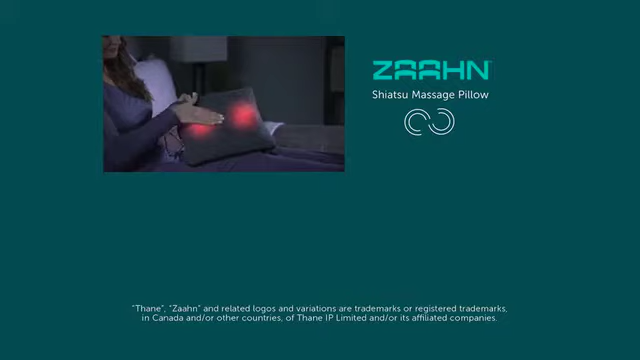 ZAAHN
Shiatsu Massage Pillow
"Thane", "Zaahn" and related logos and variations are trademarks or registered trademarks,
in Canada and/or other countries, of Thane IP Limited and/or its affiliated companies.